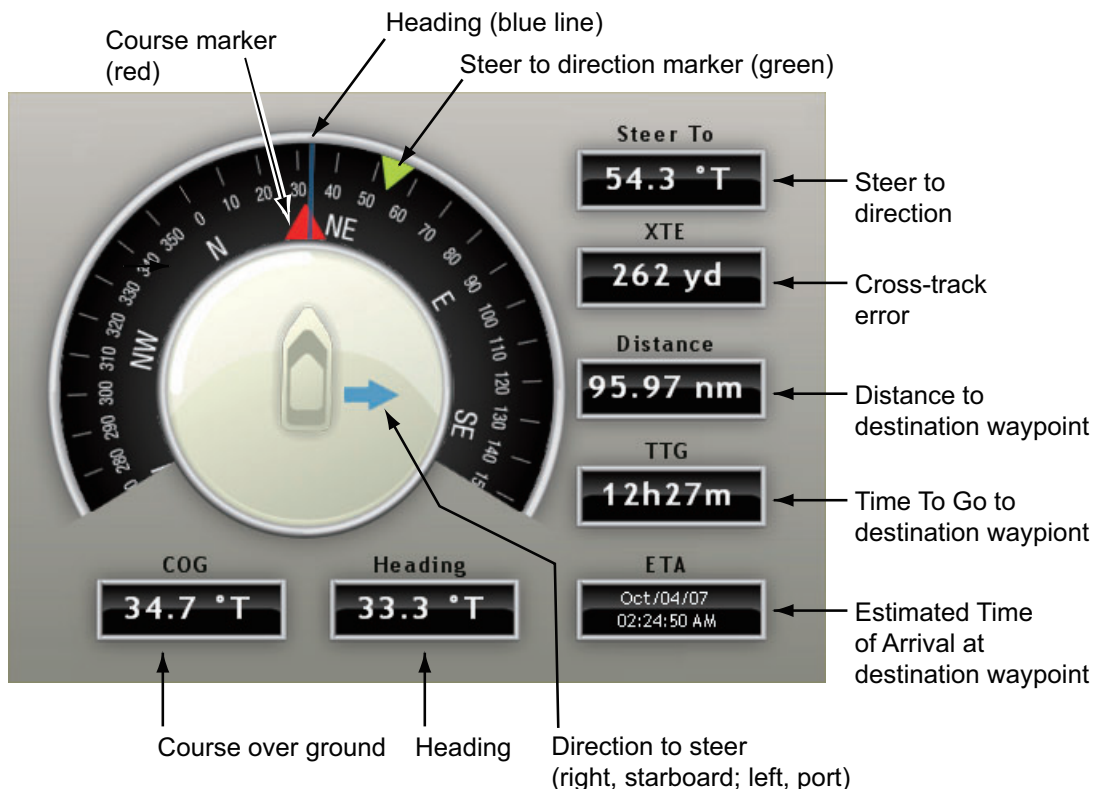 Heading (blue line)
Course marker
(red)
Steer to direction marker (green)
Steer To
54.3 °T
Steer to
direction
XTE
262 yd
Cross-track
error
Distance
95.97 nm
Distance to
destination waypoint
TTG
12h27m
Time To Go to
destination waypiont
ETA
Oct/04/07
02:24:50 AM
Estimated Time
of Arrival at
destination waypoint
280 290 300 310 320 330 340 350 0 10 20 30 40 50 60 70 80 90 100 110 120 130 140
NW N NE E SE
COG
34.7 °T
Heading
33.3 °T
Course over ground
Heading
Direction to steer
(right, starboard; left, port)